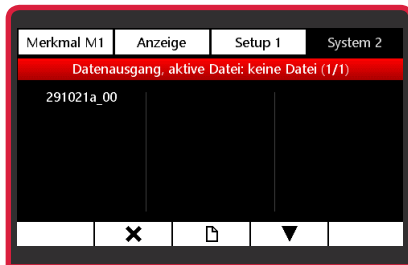 Merkmal M1 Anzeige Setup 1 System 2
Datenausgang, aktive Datei: keine Datei (1/1)
291021a_00